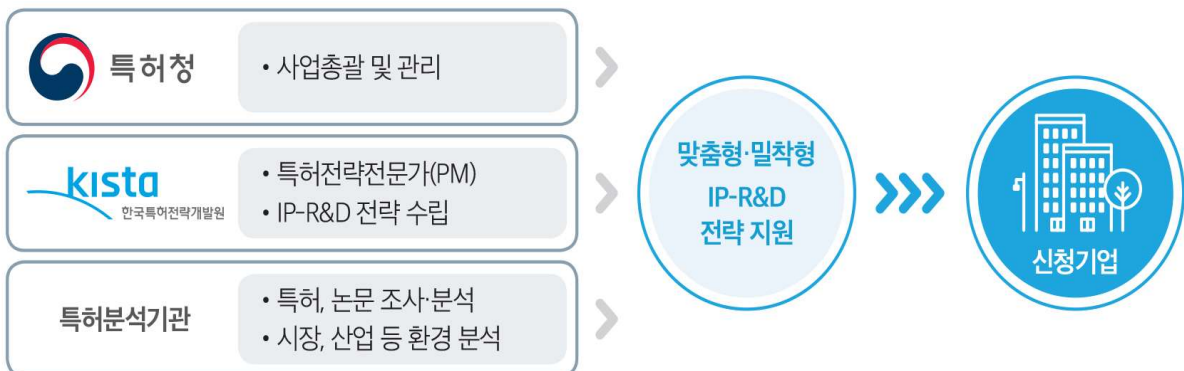 특허청
• 사업총괄 및 관리
kista
한국특허전략개발원
• 특허전략전문가(PM)
• IP-R&D 전략 수립
특허분석기관
• 특허, 논문 조사·분석
• 시장, 산업 등 환경 분석
맞춤형·밀착형
IP-R&D
전략 지원
신청기업